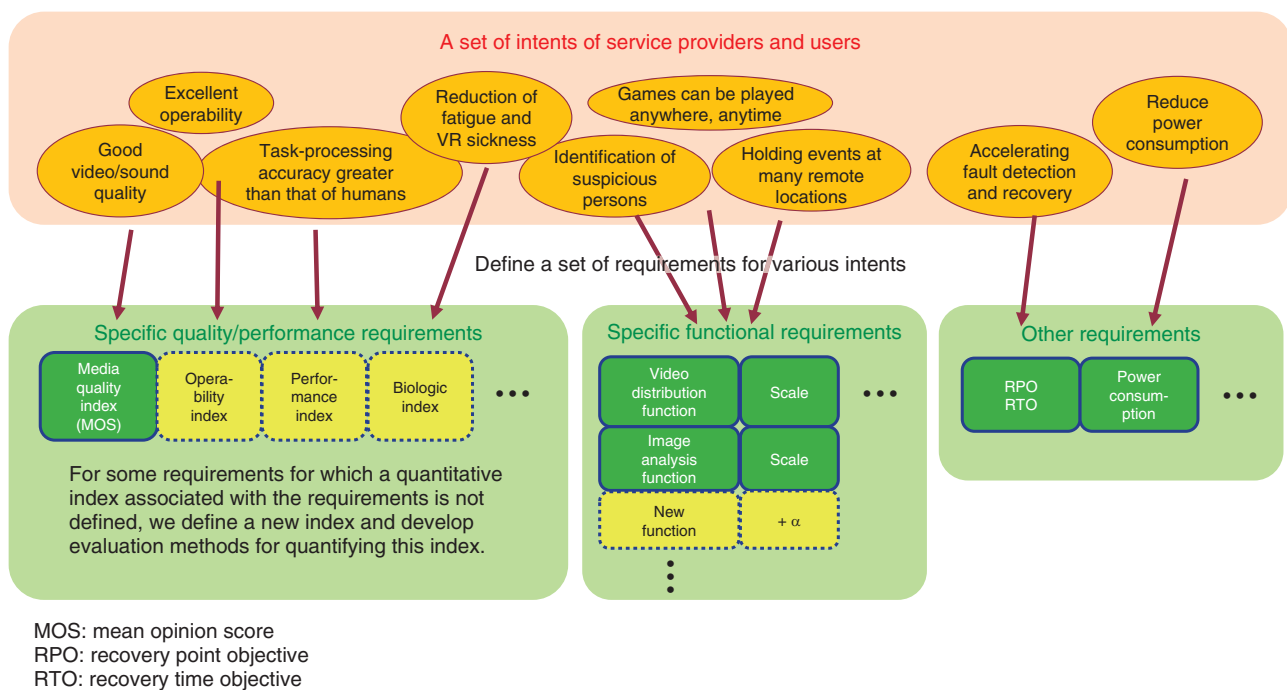 A set of intents of service providers and users
Excellent
operability
Good
video/sound
quality
Task-processing
accuracy greater
than that of humans
Reduction of
fatigue and
VR sickness
Games can be played
anywhere, anytime
Identification of
suspicious
persons
Holding events at
many remote
locations
Accelerating
fault detection
and recovery
Reduce
power
consumption
Define a set of requirements for various intents
Specific quality/performance requirements
Media
quality
index
(MOS)
Opera-
bility
index
Perfor-
mance
index
Biologic
index
•••
For some requirements for which a quantitative
index associated with the requirements is not
defined, we define a new index and develop
evaluation methods for quantifying this index.
Specific functional requirements
Video
distribution
function
Scale
•••
Image
analysis
function
Scale
New
function
+ α
Other requirements
RPO
RTO
Power
consum-
ption
•••
MOS: mean opinion score
RPO: recovery point objective
RTO: recovery time objective